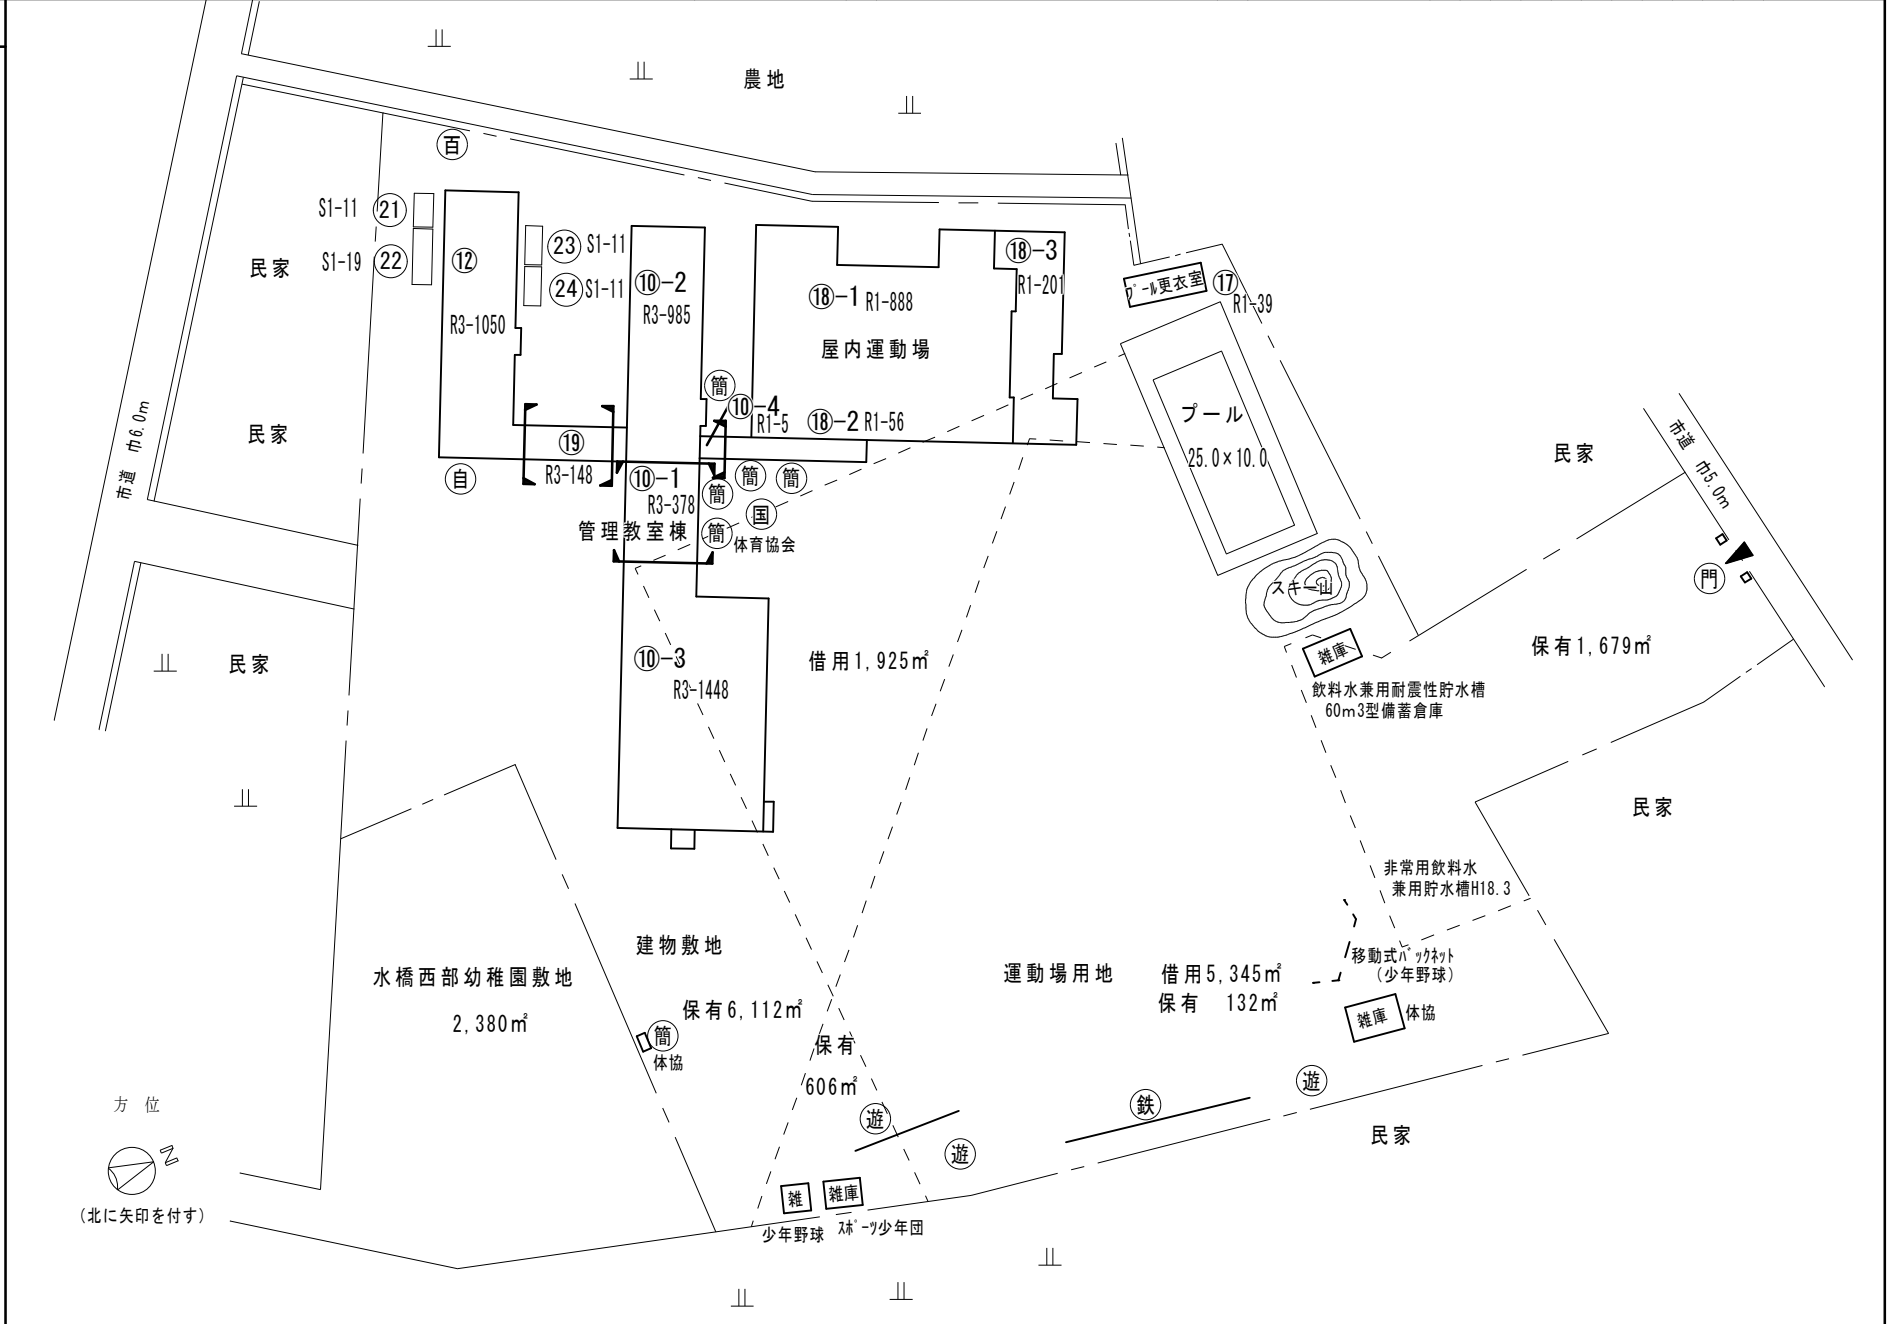 農地
百
S1-11 ㉑
S1-19 ㉒
⑫
R3-1050
㉓ S1-11
㉔ S1-11
⑩-2
R3-985
⑱-1 R1-888
屋内運動場
⑱-3
R1-201
プール更衣室 ⑰
R1-39
民家
民家
市道 巾6.0m
簡
⑩-4
R1-5
⑱-2 R1-56
プール
25.0×10.0
民家
市道 巾5.0m
⑲
R3-148
自
⑩-1
R3-378
管理教室棟
簡
簡
簡
国
簡
体育協会
スキー山
門
民家
⑩-3
R3-1448
借用1,925㎡
雑庫
飲料水兼用耐震性貯水槽
60m3型備蓄倉庫
保有1,679㎡
民家
非常用飲料水
兼用貯水槽H18.3
建物敷地
水橋西部幼稚園敷地
2,380㎡
保有6,112㎡
簡
体協
保有
606㎡
運動場用地
借用5,345㎡
保有 132㎡
移動式バックネット
(少年野球)
雑庫 体協
遊
鉄
遊
遊
民家
雑
雑庫
少年野球
スポーツ少年団
方 位
N
(北に矢印を付す)